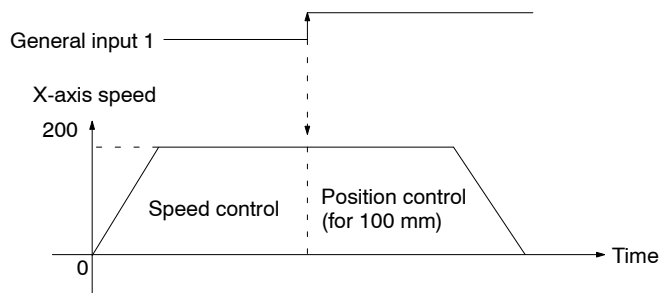 General input 1
X-axis speed
200
Speed control
Position control
(for 100 mm)
0
Time